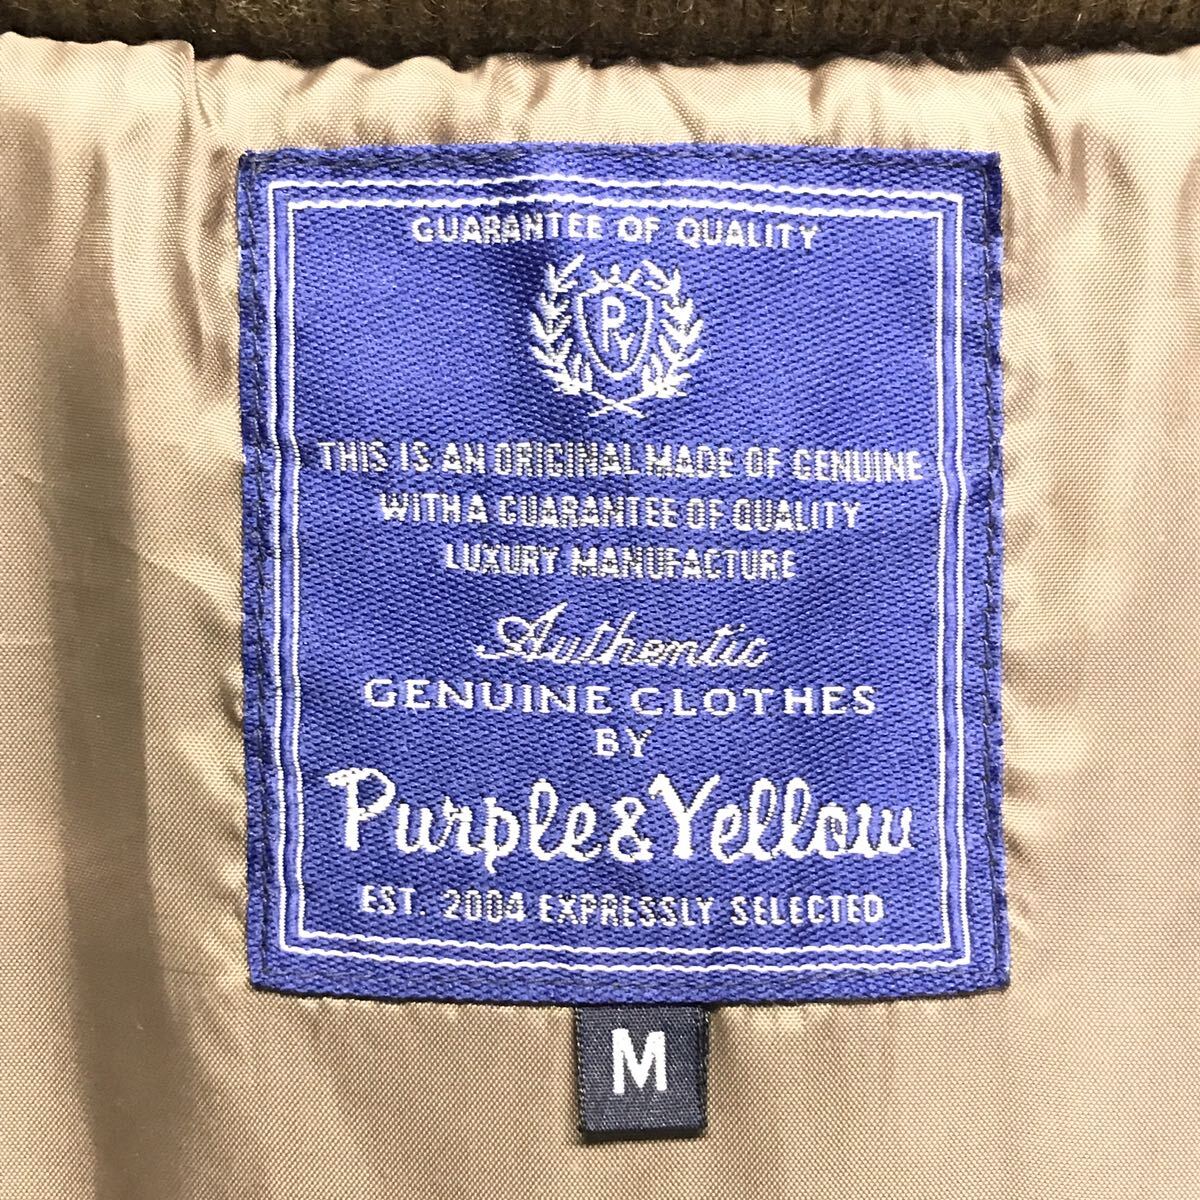 GUARANTEE OF QUALITY
PY
THIS IS AN ORIGINAL MADE OF GENUINE
WITH A GUARANTEE OF QUALITY
LUXURY MANUFACTURE
Authentic
GENUINE CLOTHES
BY
Purple&Yellow
EST. 2004 EXPRESSLY SELECTED
M